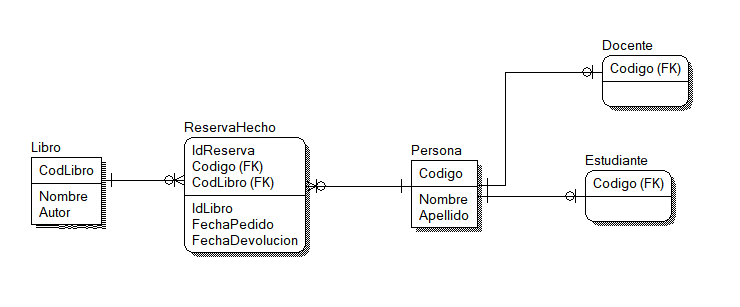 Libro
CodLibro
Nombre
Autor
ReservaHecho
IdReserva
Codigo (FK)
CodLibro (FK)
IdLibro
FechaPedido
FechaDevolucion
Persona
Codigo
Nombre
Apellido
Docente
Codigo (FK)
Estudiante
Codigo (FK)